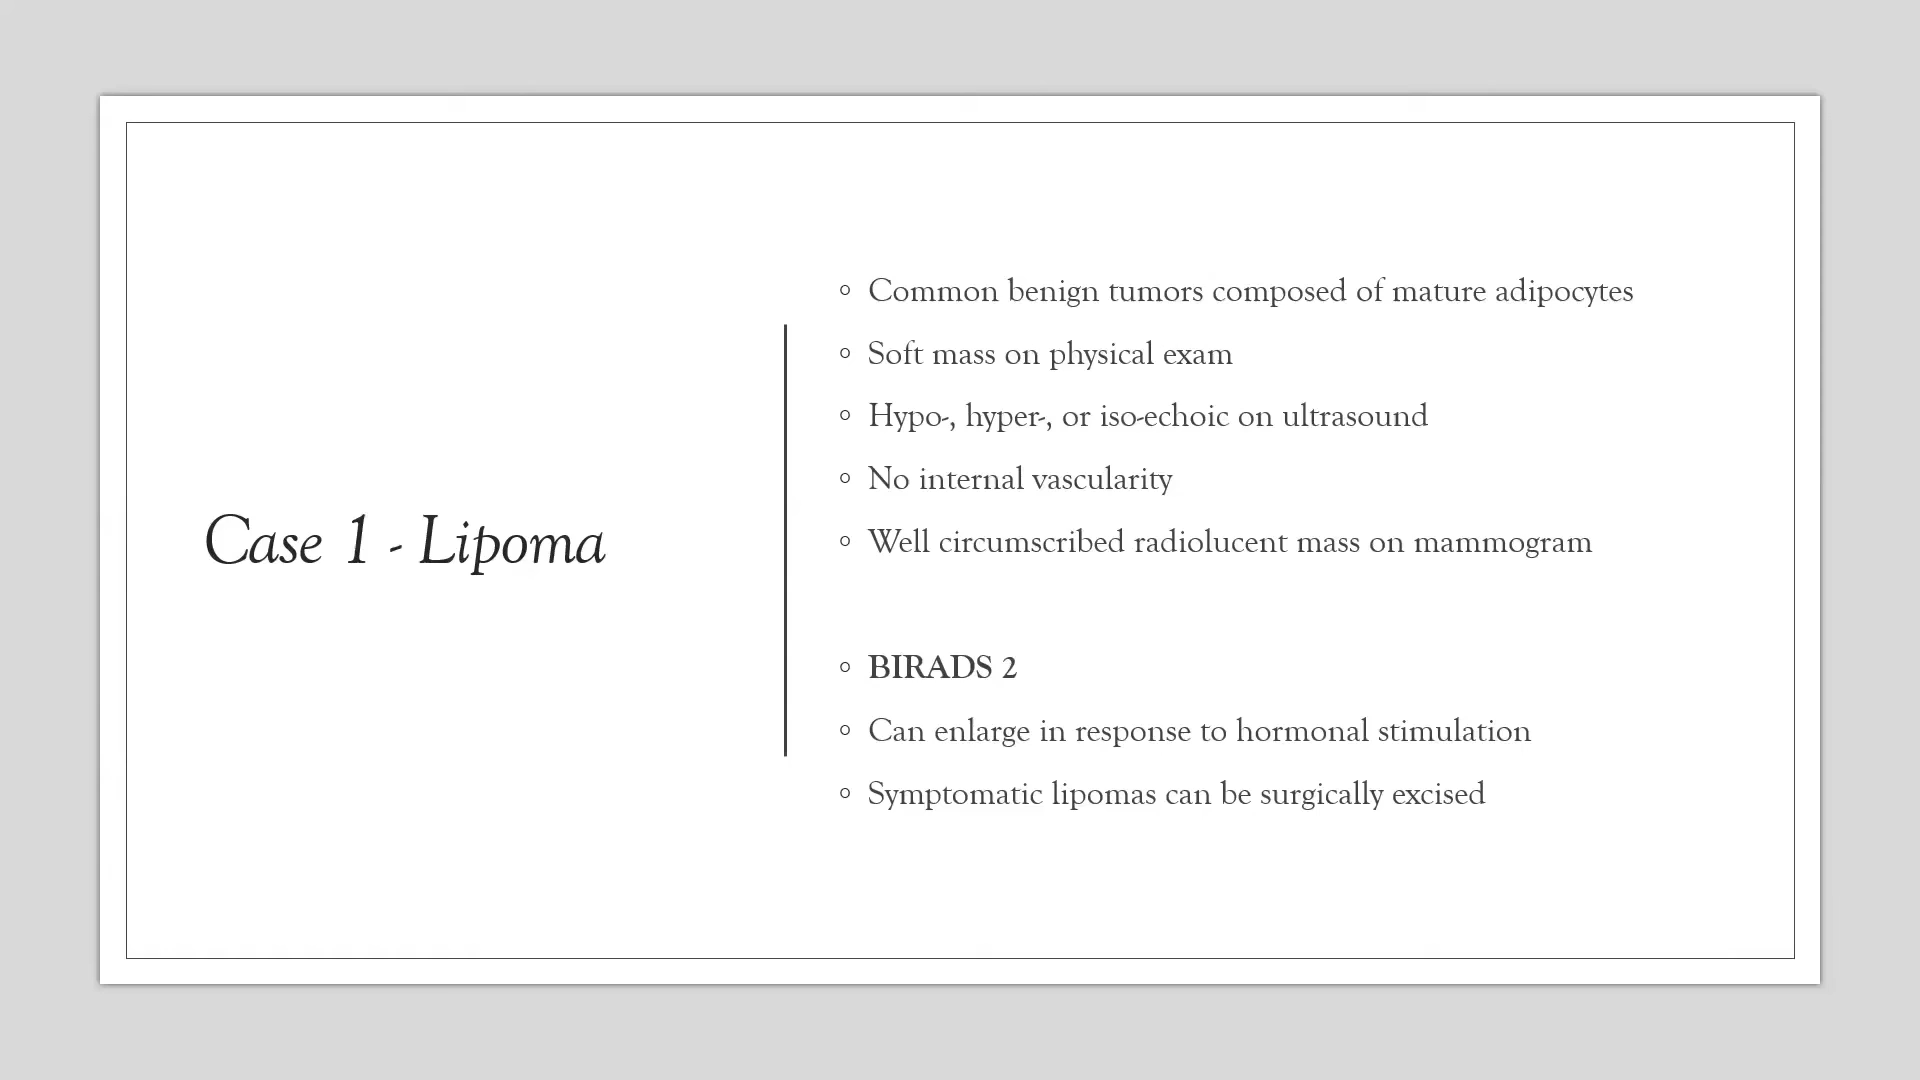 Case 1 - Lipoma
Common benign tumors composed of mature adipocytes
Soft mass on physical exam
Hypo-, hyper-, or iso-echoic on ultrasound
No internal vascularity
Well circumscribed radiolucent mass on mammogram
BIRADS 2
Can enlarge in response to hormonal stimulation
Symptomatic lipomas can be surgically excised